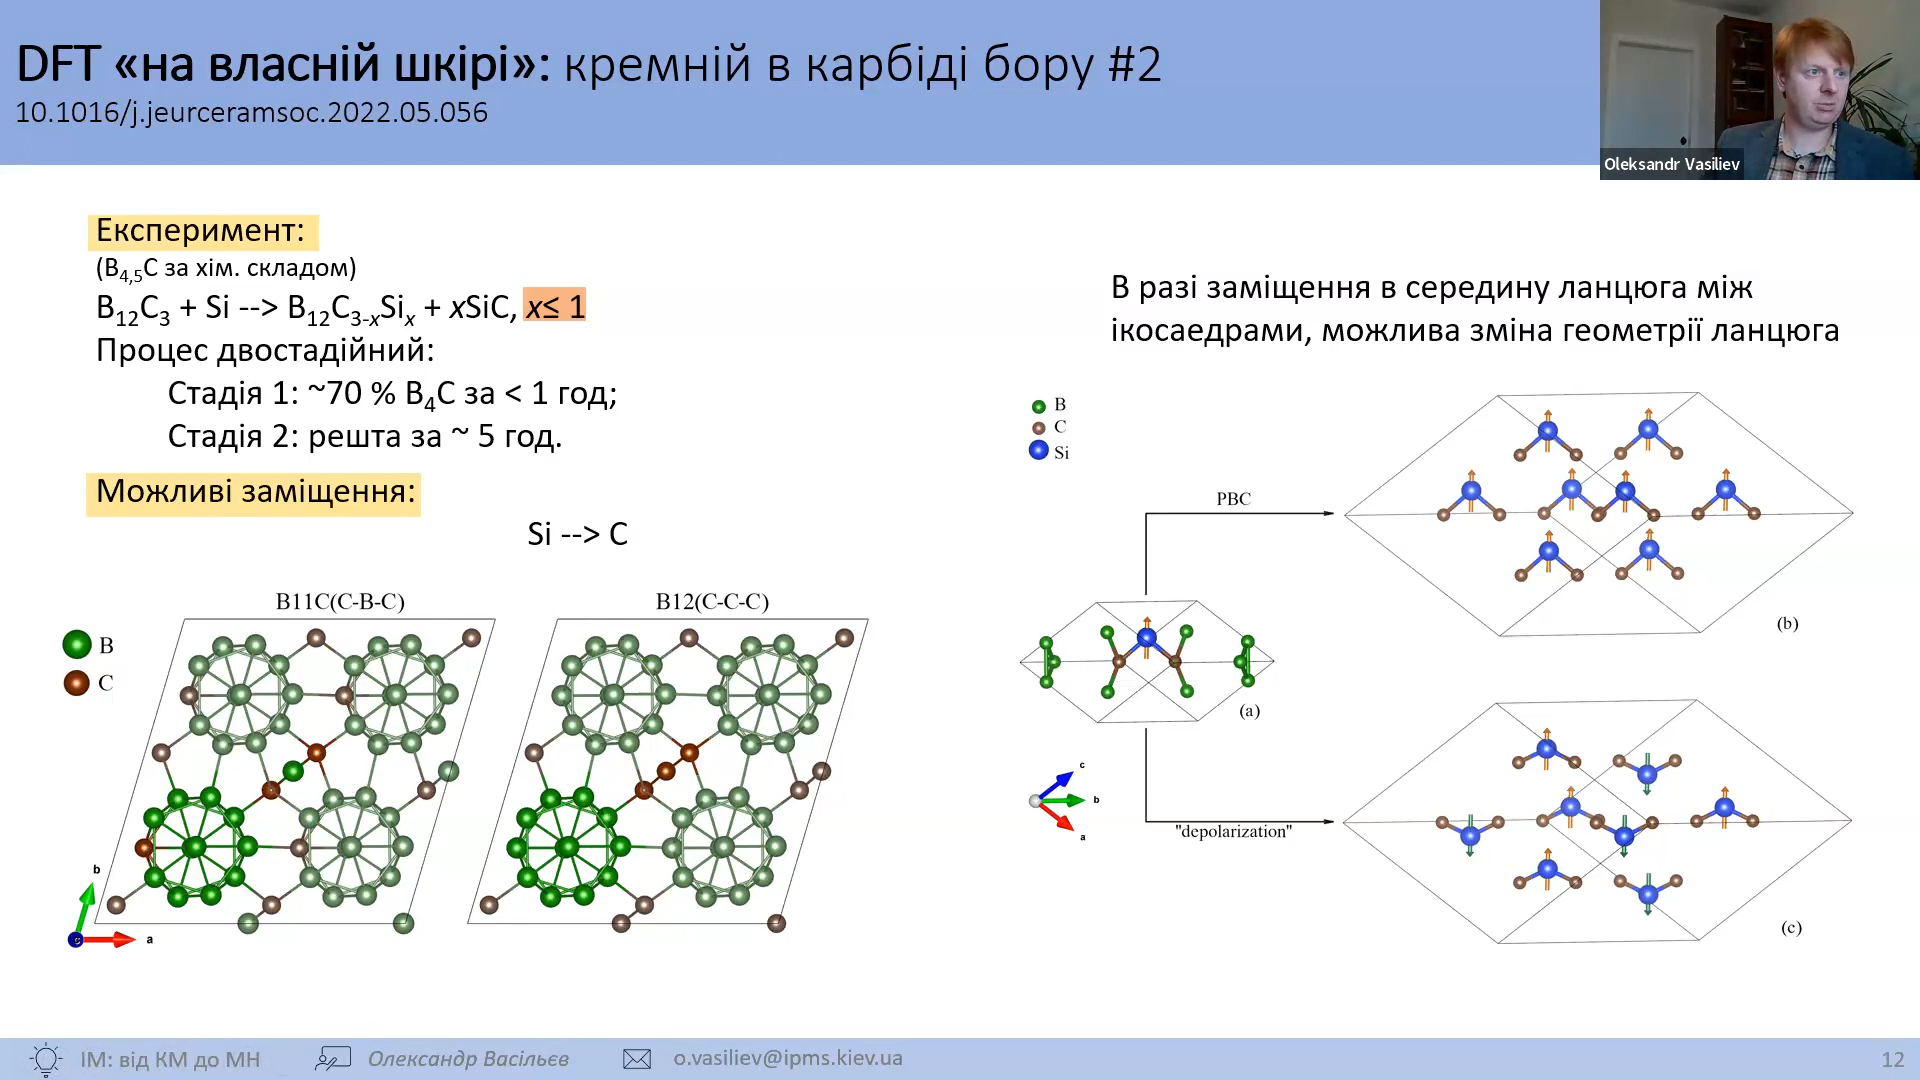 DFT «на власній шкірі»: кремній в карбіді бору #2
10.1016/j.jeurceramsoc.2022.05.056
Oleksandr Vasiliev
Експеримент:
(B4,5C за хім. складом)
B12C3 + Si --> B12C3-xSix + xSiC, x≤ 1
Процес двостадійний:
Стадія 1: ~70 % B4C за < 1 год;
Стадія 2: решта за ~ 5 год.
Можливі заміщення:
Si --> C
B11C(C-B-C)
B12(C-C-C)
B
C
b
a
c
В разі заміщення в середину ланцюга між
ікосаедрами, можлива зміна геометрії ланцюга
B
C
Si
PBC
(b)
(a)
c
b
a
"depolarization"
(c)
ІМ: від КМ до МН
Олександр Васільєв
o.vasiliev@ipms.kiev.ua
12